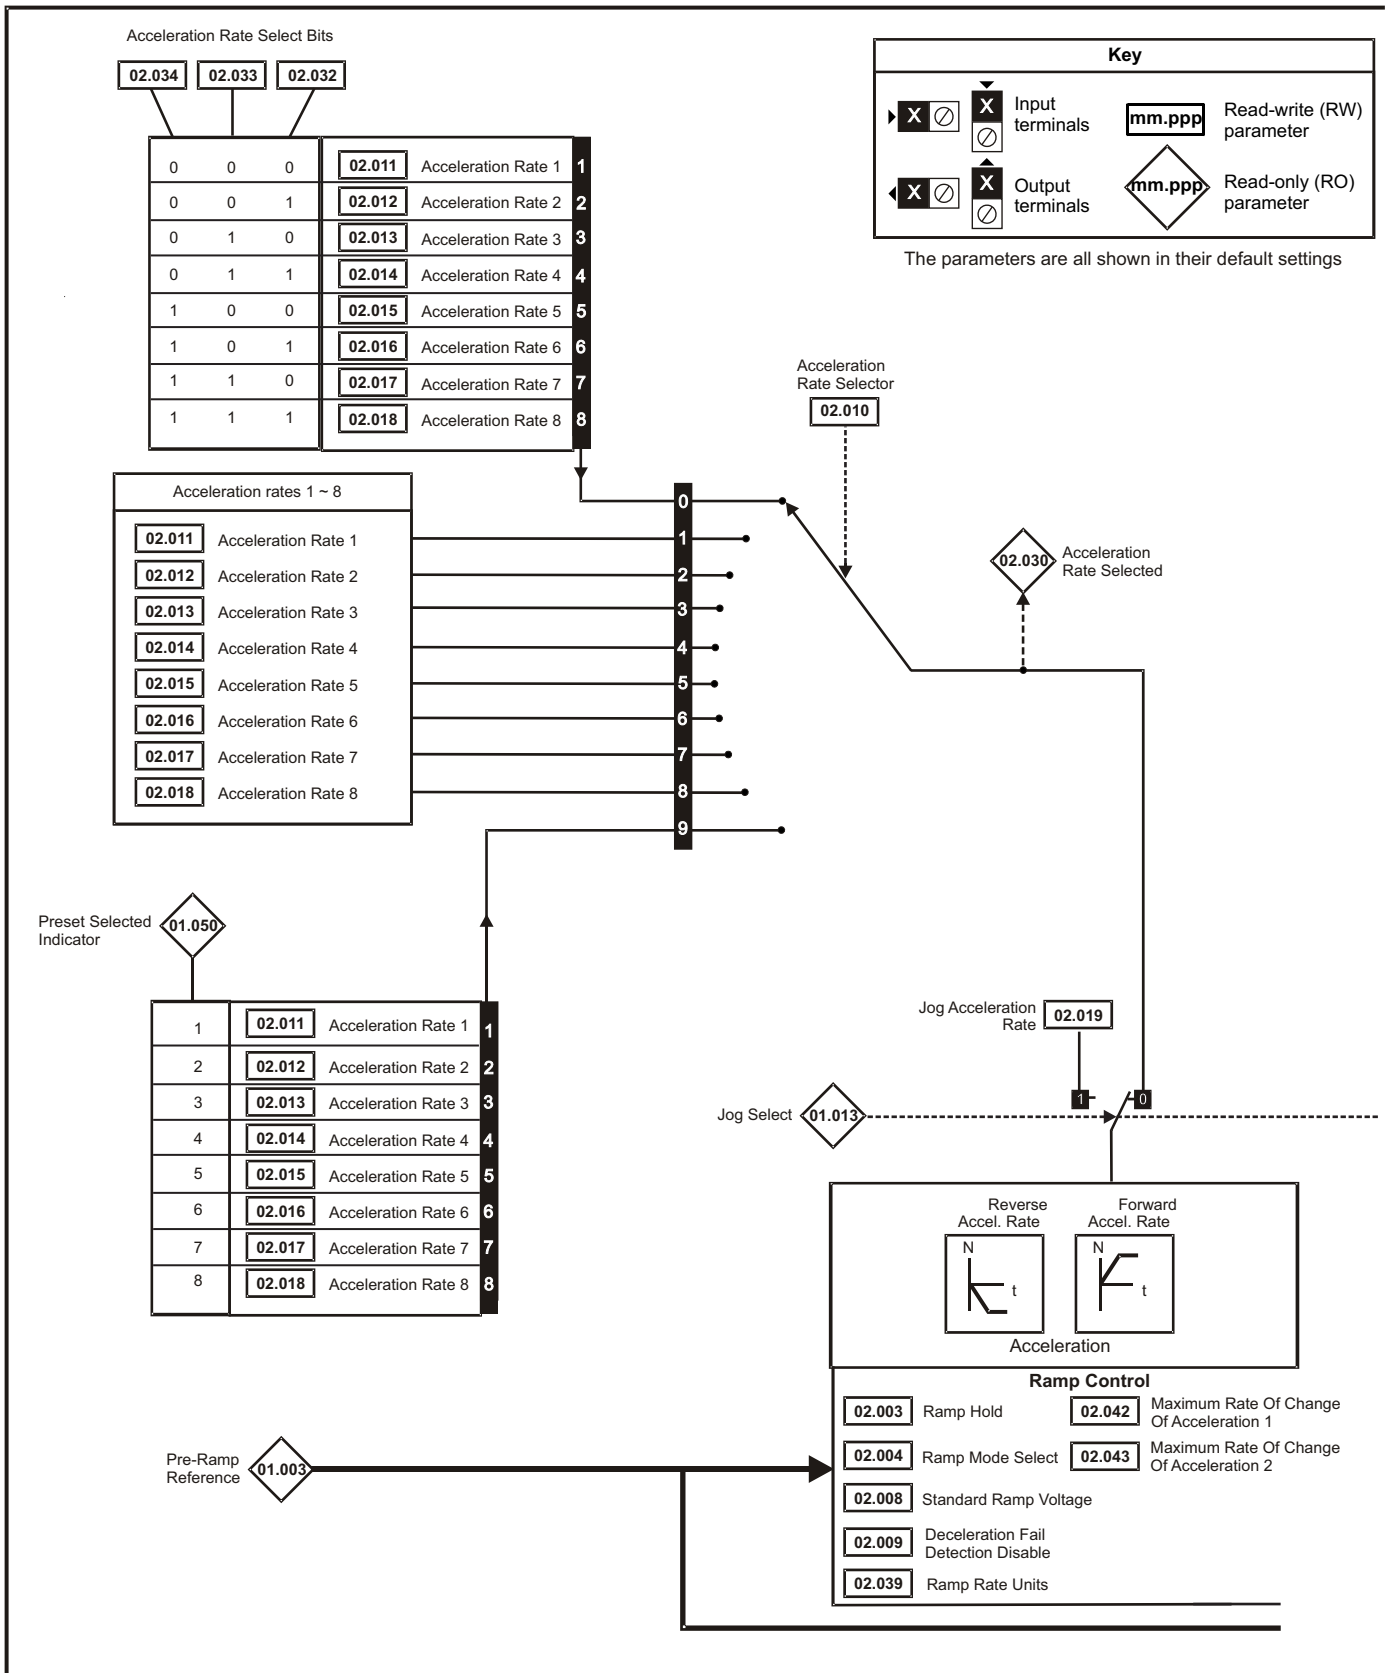 Acceleration Rate Select Bits
02.034 02.033 02.032
0 0 0 02.011 Acceleration Rate 1 1
0 0 1 02.012 Acceleration Rate 2 2
0 1 0 02.013 Acceleration Rate 3 3
0 1 1 02.014 Acceleration Rate 4 4
1 0 0 02.015 Acceleration Rate 5 5
1 0 1 02.016 Acceleration Rate 6 6
1 1 0 02.017 Acceleration Rate 7 7
1 1 1 02.018 Acceleration Rate 8 8
Key
X X Input
terminals
mm.ppp Read-write (RW)
parameter
X X Output
terminals
mm.ppp Read-only (RO)
parameter
The parameters are all shown in their default settings
Acceleration
Rate Selector
02.010
Acceleration rates 1 ~ 8
02.011 Acceleration Rate 1
02.012 Acceleration Rate 2
02.013 Acceleration Rate 3
02.014 Acceleration Rate 4
02.015 Acceleration Rate 5
02.016 Acceleration Rate 6
02.017 Acceleration Rate 7
02.018 Acceleration Rate 8
0
1
2
3
4
5
6
7
8
9
02.030 Acceleration
Rate Selected
Preset Selected
Indicator
01.050
1 02.011 Acceleration Rate 1 1
2 02.012 Acceleration Rate 2 2
3 02.013 Acceleration Rate 3 3
4 02.014 Acceleration Rate 4 4
5 02.015 Acceleration Rate 5 5
6 02.016 Acceleration Rate 6 6
7 02.017 Acceleration Rate 7 7
8 02.018 Acceleration Rate 8 8
Jog Acceleration
Rate
02.019
1 0
Jog Select 01.013
Reverse
Accel. Rate
Forward
Accel. Rate
N t
N t
Acceleration
Ramp Control
02.003 Ramp Hold
02.042 Maximum Rate Of Change
Of Acceleration 1
02.004 Ramp Mode Select
02.043 Maximum Rate Of Change
Of Acceleration 2
02.008 Standard Ramp Voltage
02.009 Deceleration Fail
Detection Disable
02.039 Ramp Rate Units
Pre-Ramp
Reference
01.003